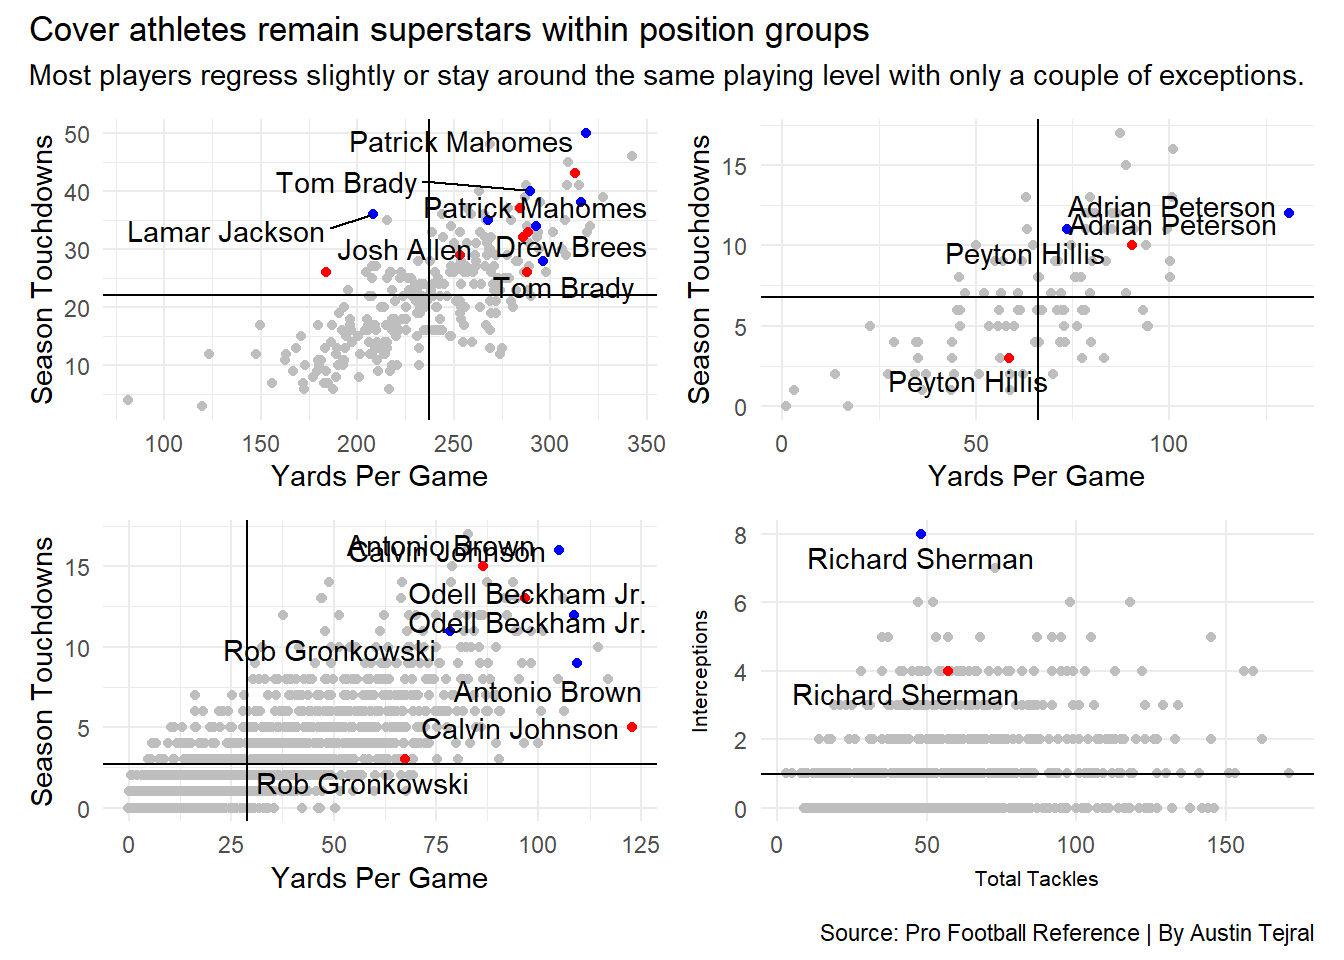 Cover athletes remain superstars within position groups
Most players regress slightly or stay around the same playing level with only a couple of exceptions.
Season Touchdowns
50
40
30
20
10
Patrick Mahomes
Tom Brady
Patrick Mahomes
Lamar Jackson
Josh Allen
Drew Brees
Tom Brady
100 150 200 250 300 350
Yards Per Game
Season Touchdowns
15
10
5
0
Adrian Peterson
Adrian Peterson
Peyton Hillis
Peyton Hillis
0 50 100
Yards Per Game
Season Touchdowns
15
10
5
0
Antonio Brown
Calvin Johnson
Odell Beckham Jr.
Odell Beckham Jr.
Rob Gronkowski
Antonio Brown
Calvin Johnson
Rob Gronkowski
0 25 50 75 100 125
Yards Per Game
Interceptions
8
6
4
2
0
Richard Sherman
Richard Sherman
0 50 100 150
Total Tackles
Source: Pro Football Reference | By Austin Tejral